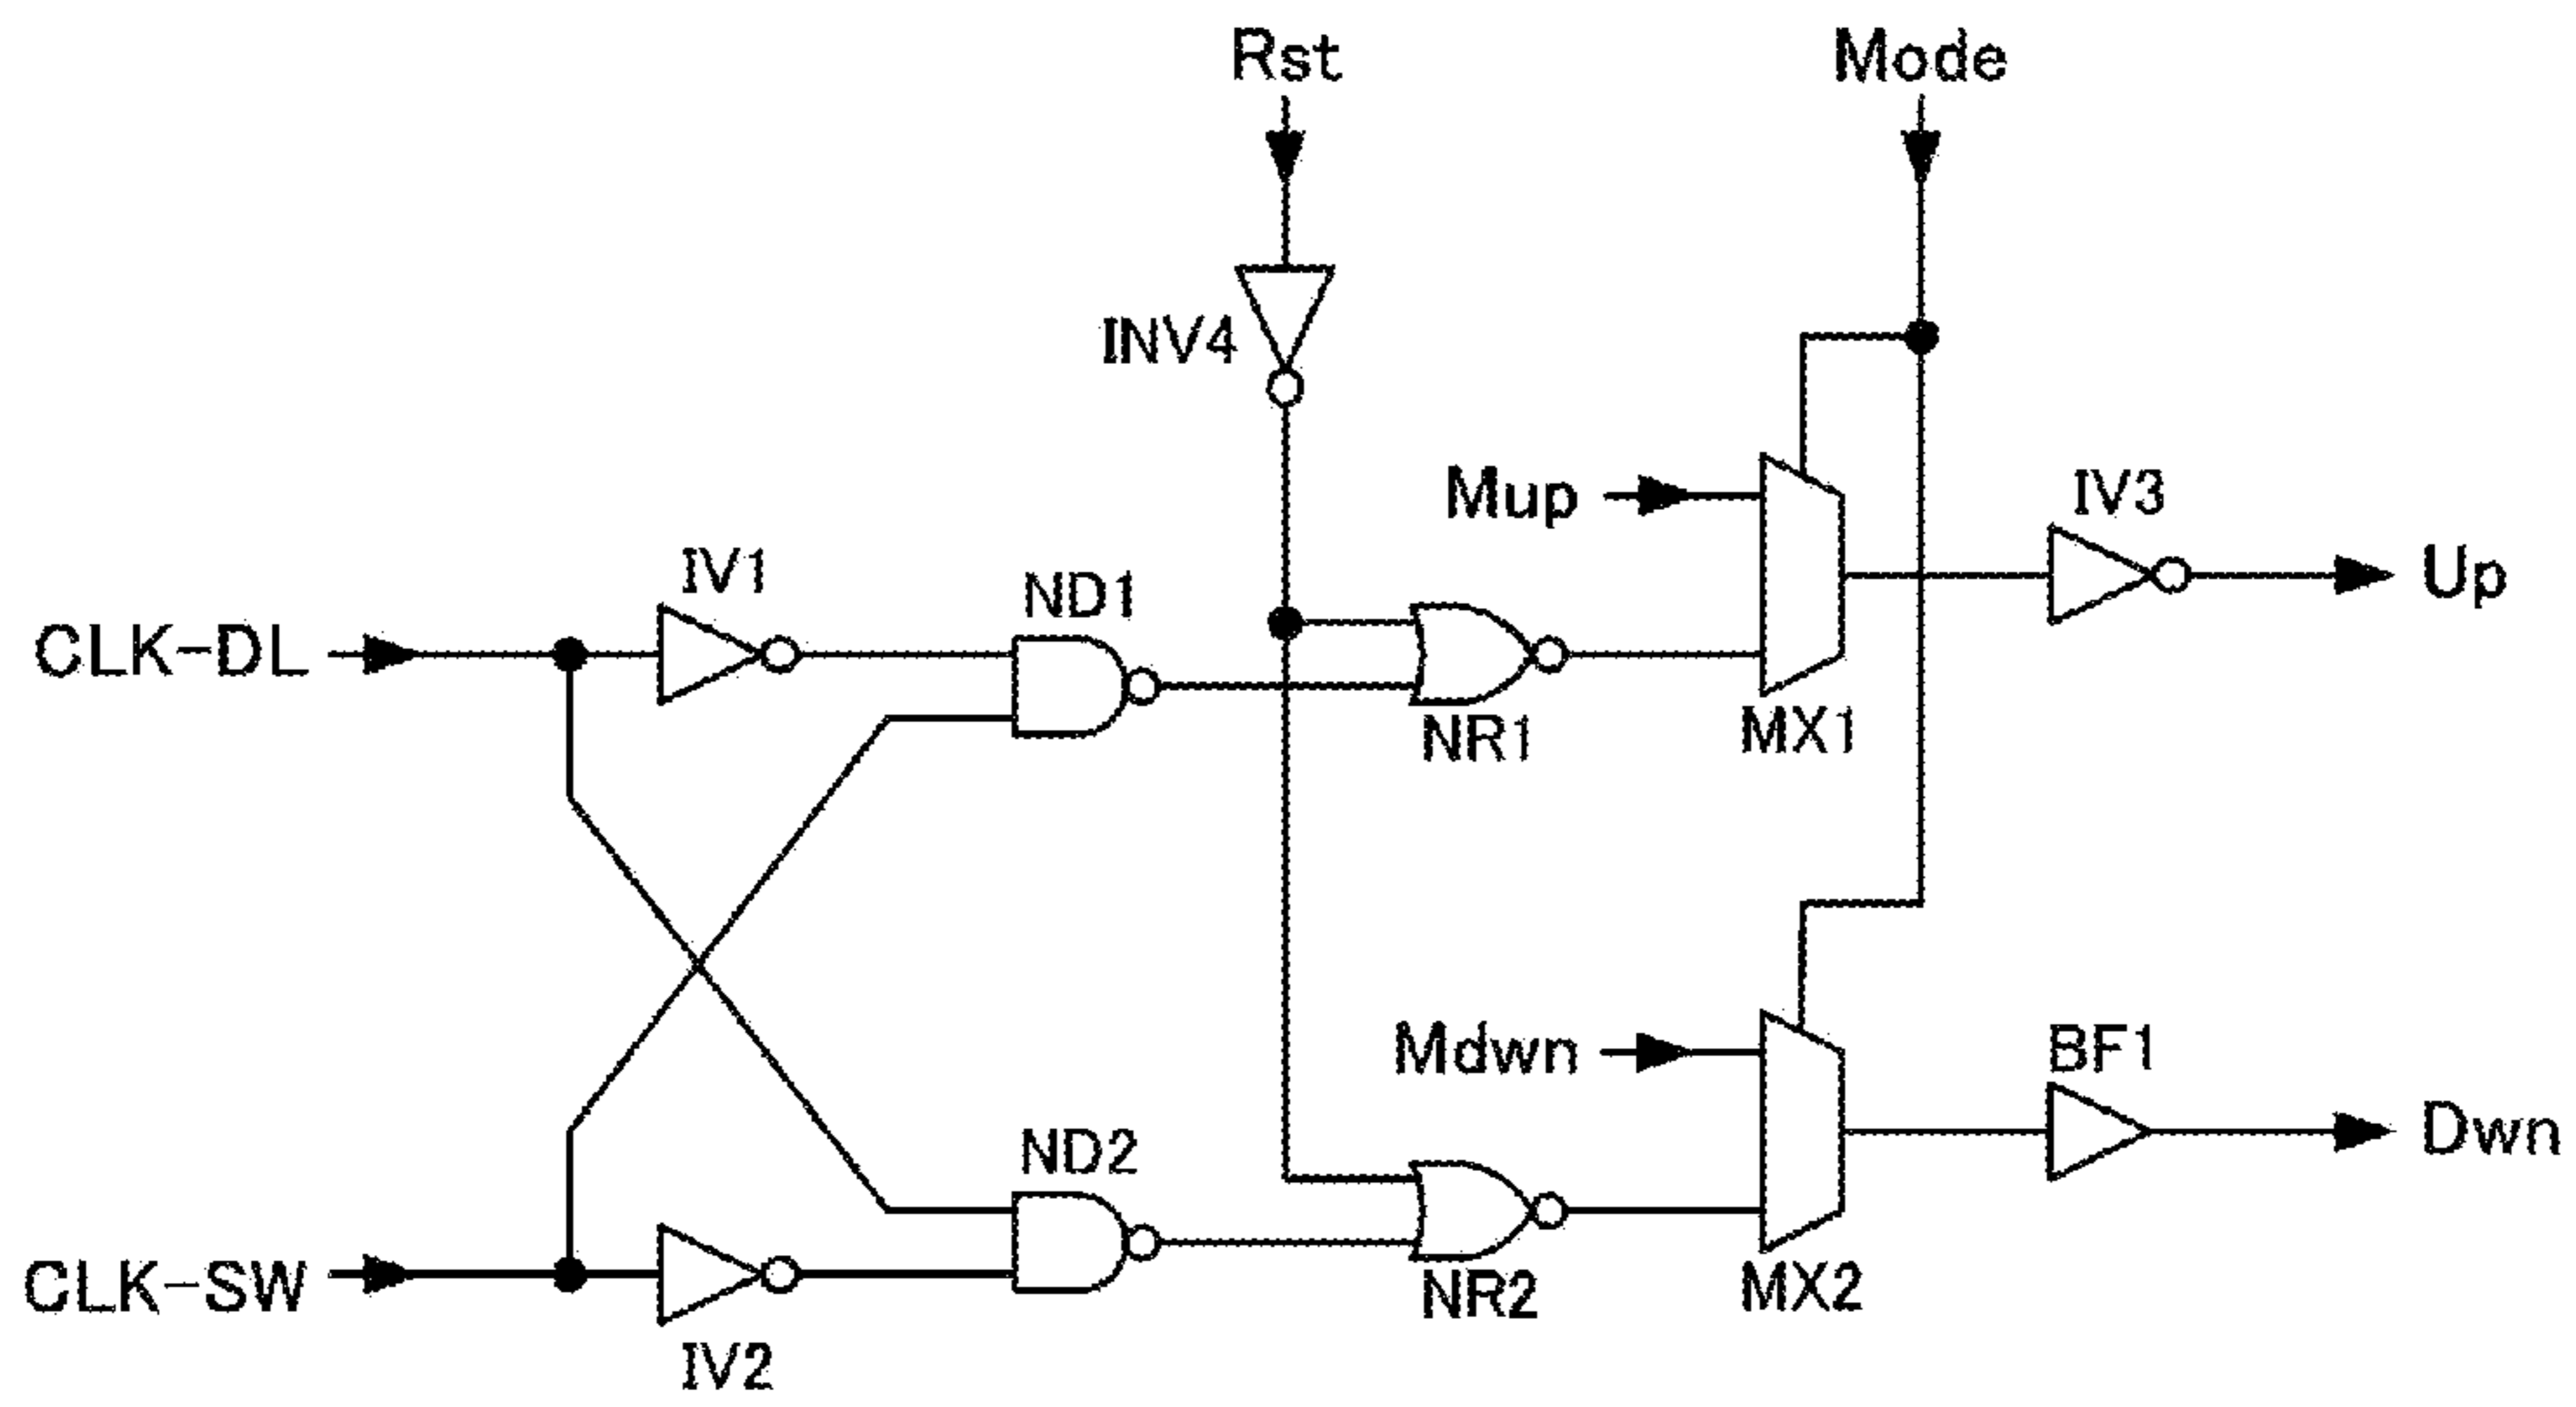 Rst
Mode
INV4
Mup
IV3
IV1
ND1
Up
CLK-DL
NR1
MX1
Mdwn
BF1
ND2
Dwn
CLK-SW
NR2
MX2
IV2